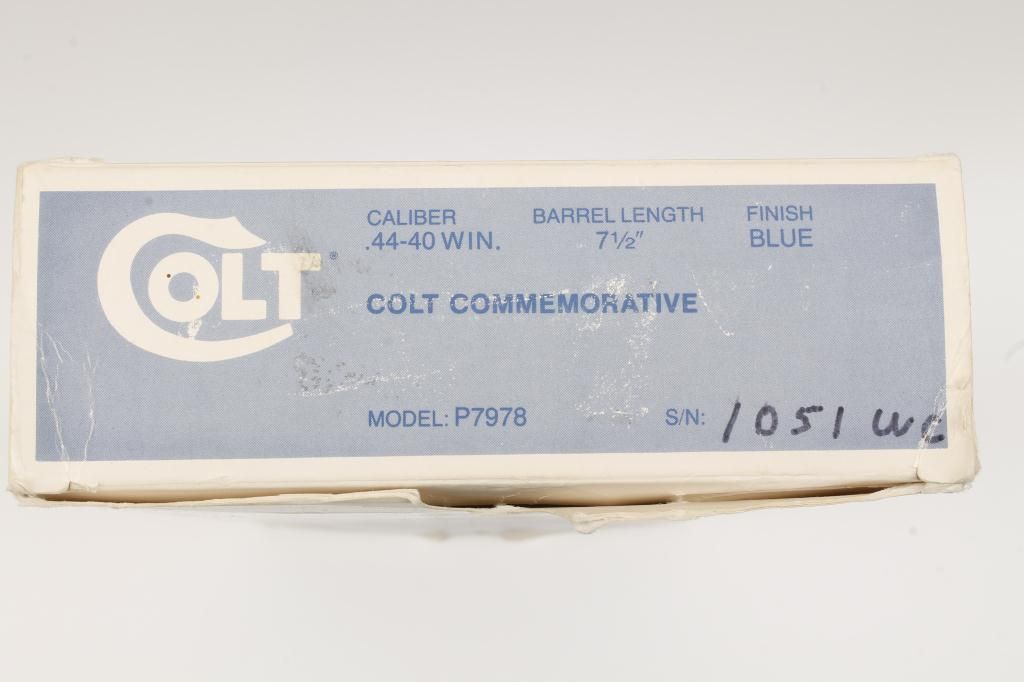 COLT®
CALIBER BARREL LENGTH FINISH
.44-40 WIN. 7½" BLUE
COLT COMMEMORATIVE
MODEL: P7978 S/N: 1051 WC